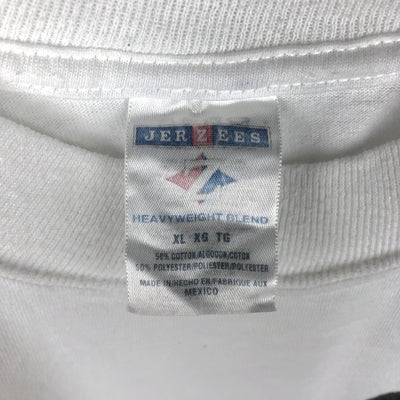 JERZEES
HEAVYWEIGHT BLEND
XL XG TG
50% COTTON/ALGODON/COTON
50% POLYESTER/POLIESTER/POLYESTER
MADE IN/HECHO EN/FABRIQUE AUX
MEXICO